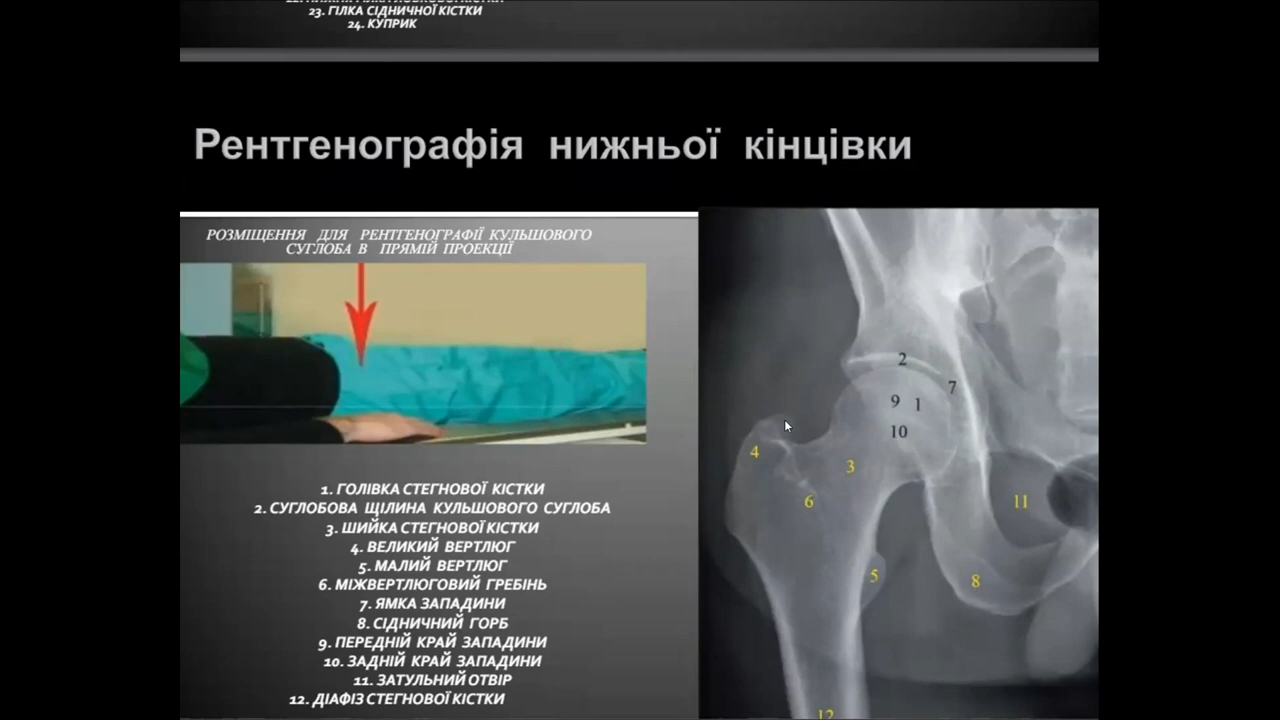 23. ГІЛКА СІДНИЧНОЇ КІСТКИ
24. КУПРИК
Рентгенографія нижньої кінцівки
РОЗМІЩЕННЯ ДЛЯ РЕНТГЕНОГРАФІЇ КУЛЬШОВОГО
СУГЛОБА В ПРЯМІЙ ПРОЕКЦІЇ
1. ГОЛІВКА СТЕГНОВОЇ КІСТКИ
2. СУГЛОБОВА ЩІЛИНА КУЛЬШОВОГО СУГЛОБА
3. ШИЙКА СТЕГНОВОЇ КІСТКИ
4. ВЕЛИКИЙ ВЕРТЛЮГ
5. МАЛИЙ ВЕРТЛЮГ
6. МІЖВЕРТЛЮГОВИЙ ГРЕБІНЬ
7. ЯМКА ЗАПАДИНИ
8. СІДНИЧНИЙ ГОРБ
9. ПЕРЕДНІЙ КРАЙ ЗАПАДИНИ
10. ЗАДНІЙ КРАЙ ЗАПАДИНИ
11. ЗАТУЛЬНИЙ ОТВІР
12. ДІАФІЗ СТЕГНОВОЇ КІСТКИ
2
7
9 1
10
4
3
6
11
5
8
12